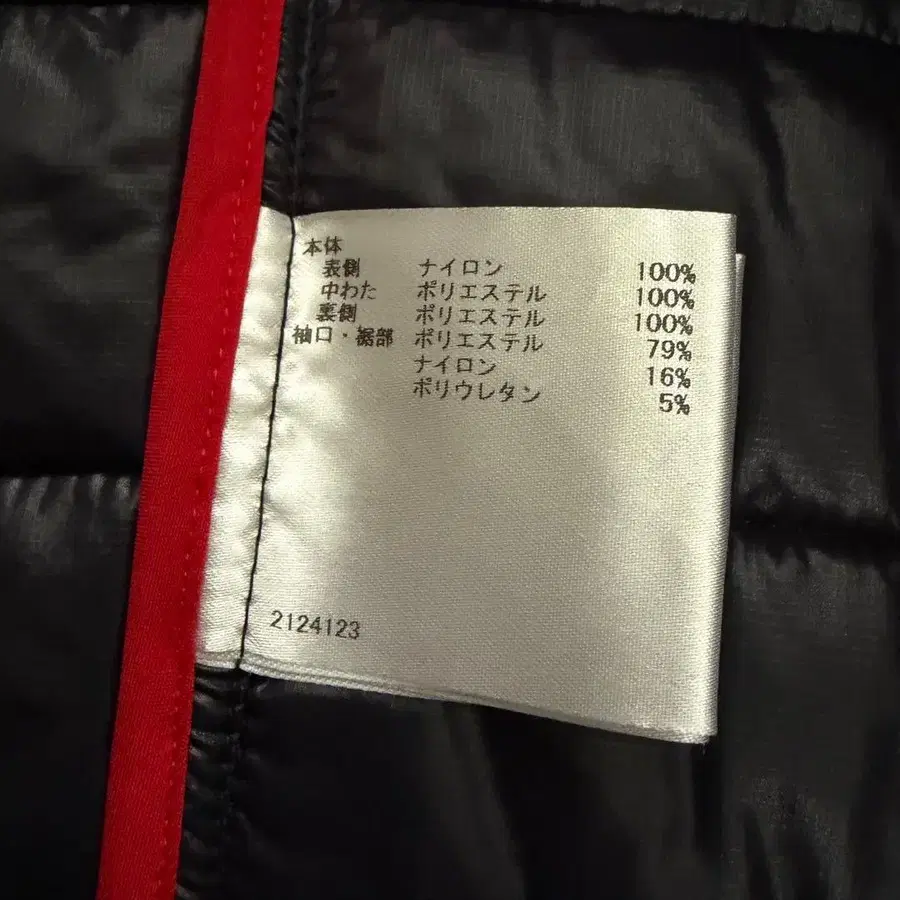 本体
表側 ナイロン 100%
中わた ポリエステル 100%
裏側 ポリエステル 100%
袖口・裾部 ポリエステル 79%
ナイロン 16%
ポリウレタン 5%
2124123